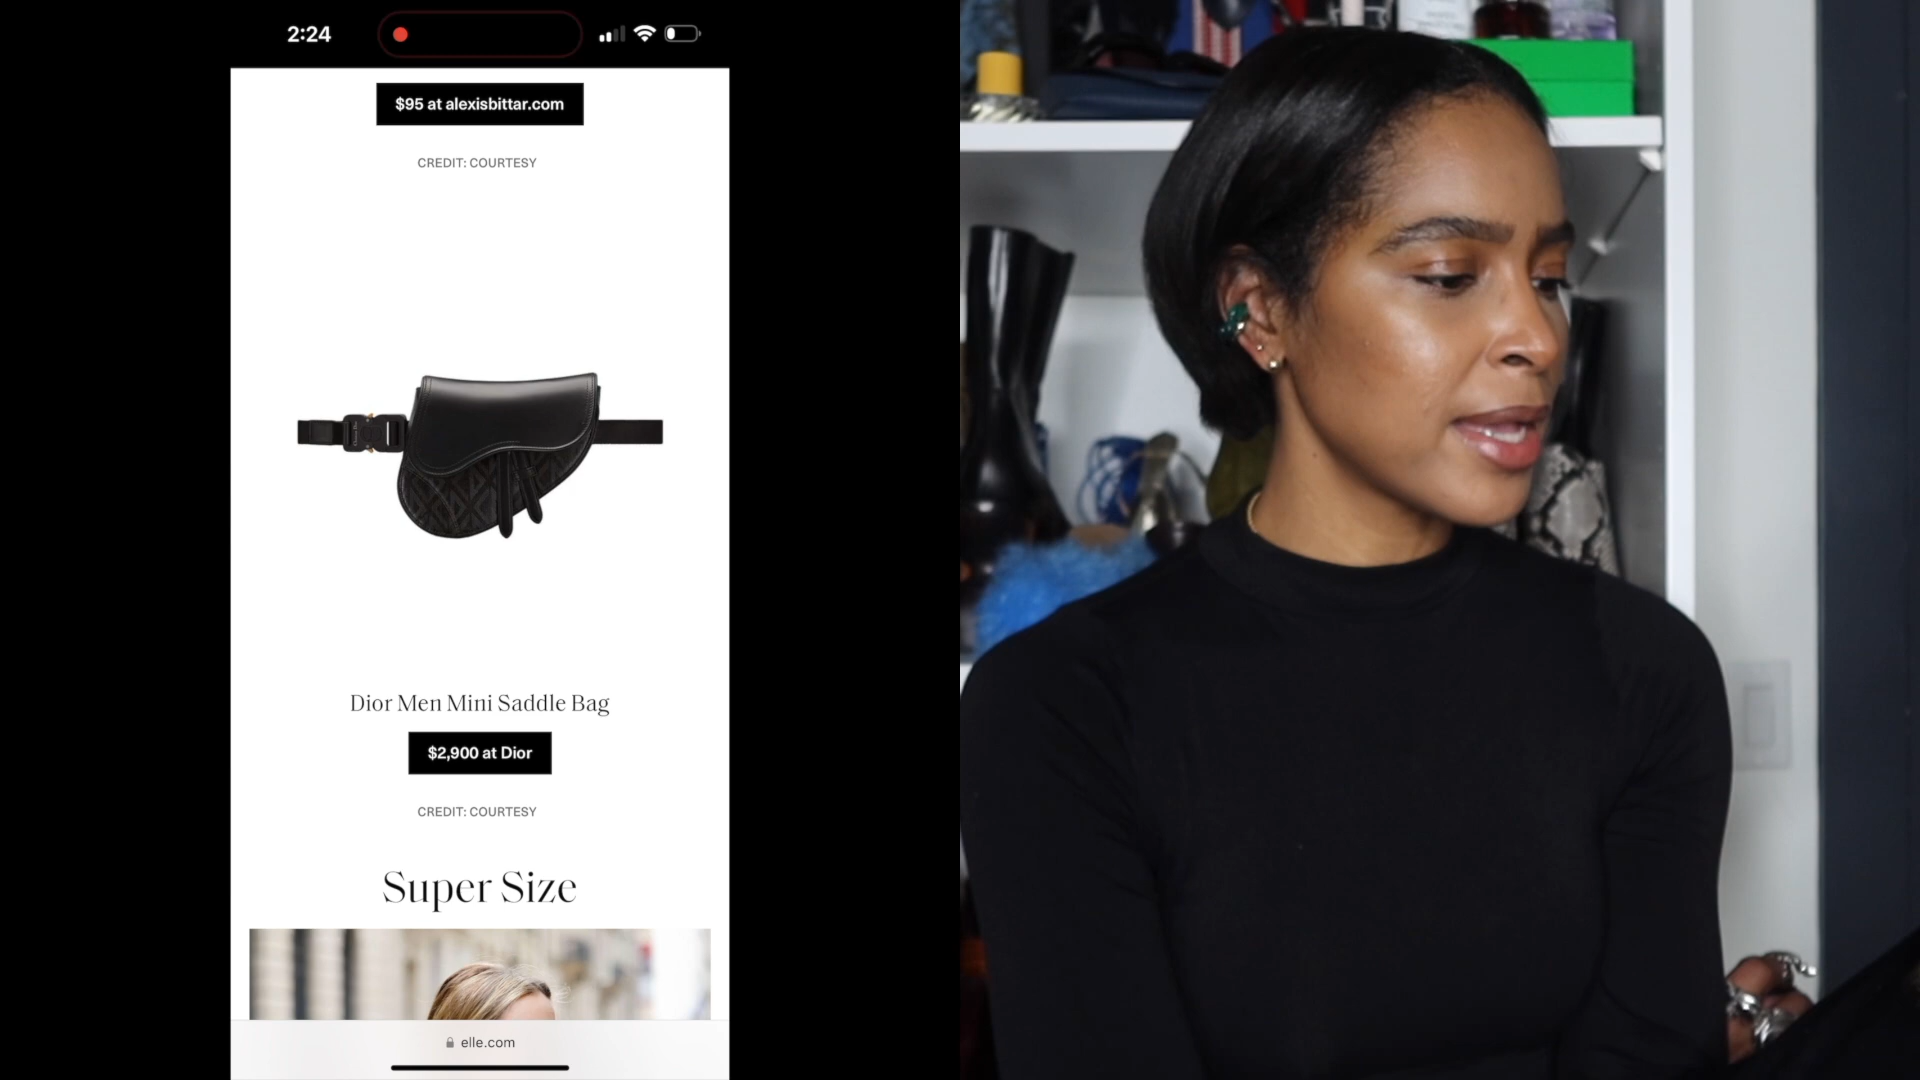 2:24
$95 at alexisbittar.com
CREDIT: COURTESY
Dior Men Mini Saddle Bag
$2,900 at Dior
CREDIT: COURTESY
Super Size
elle.com